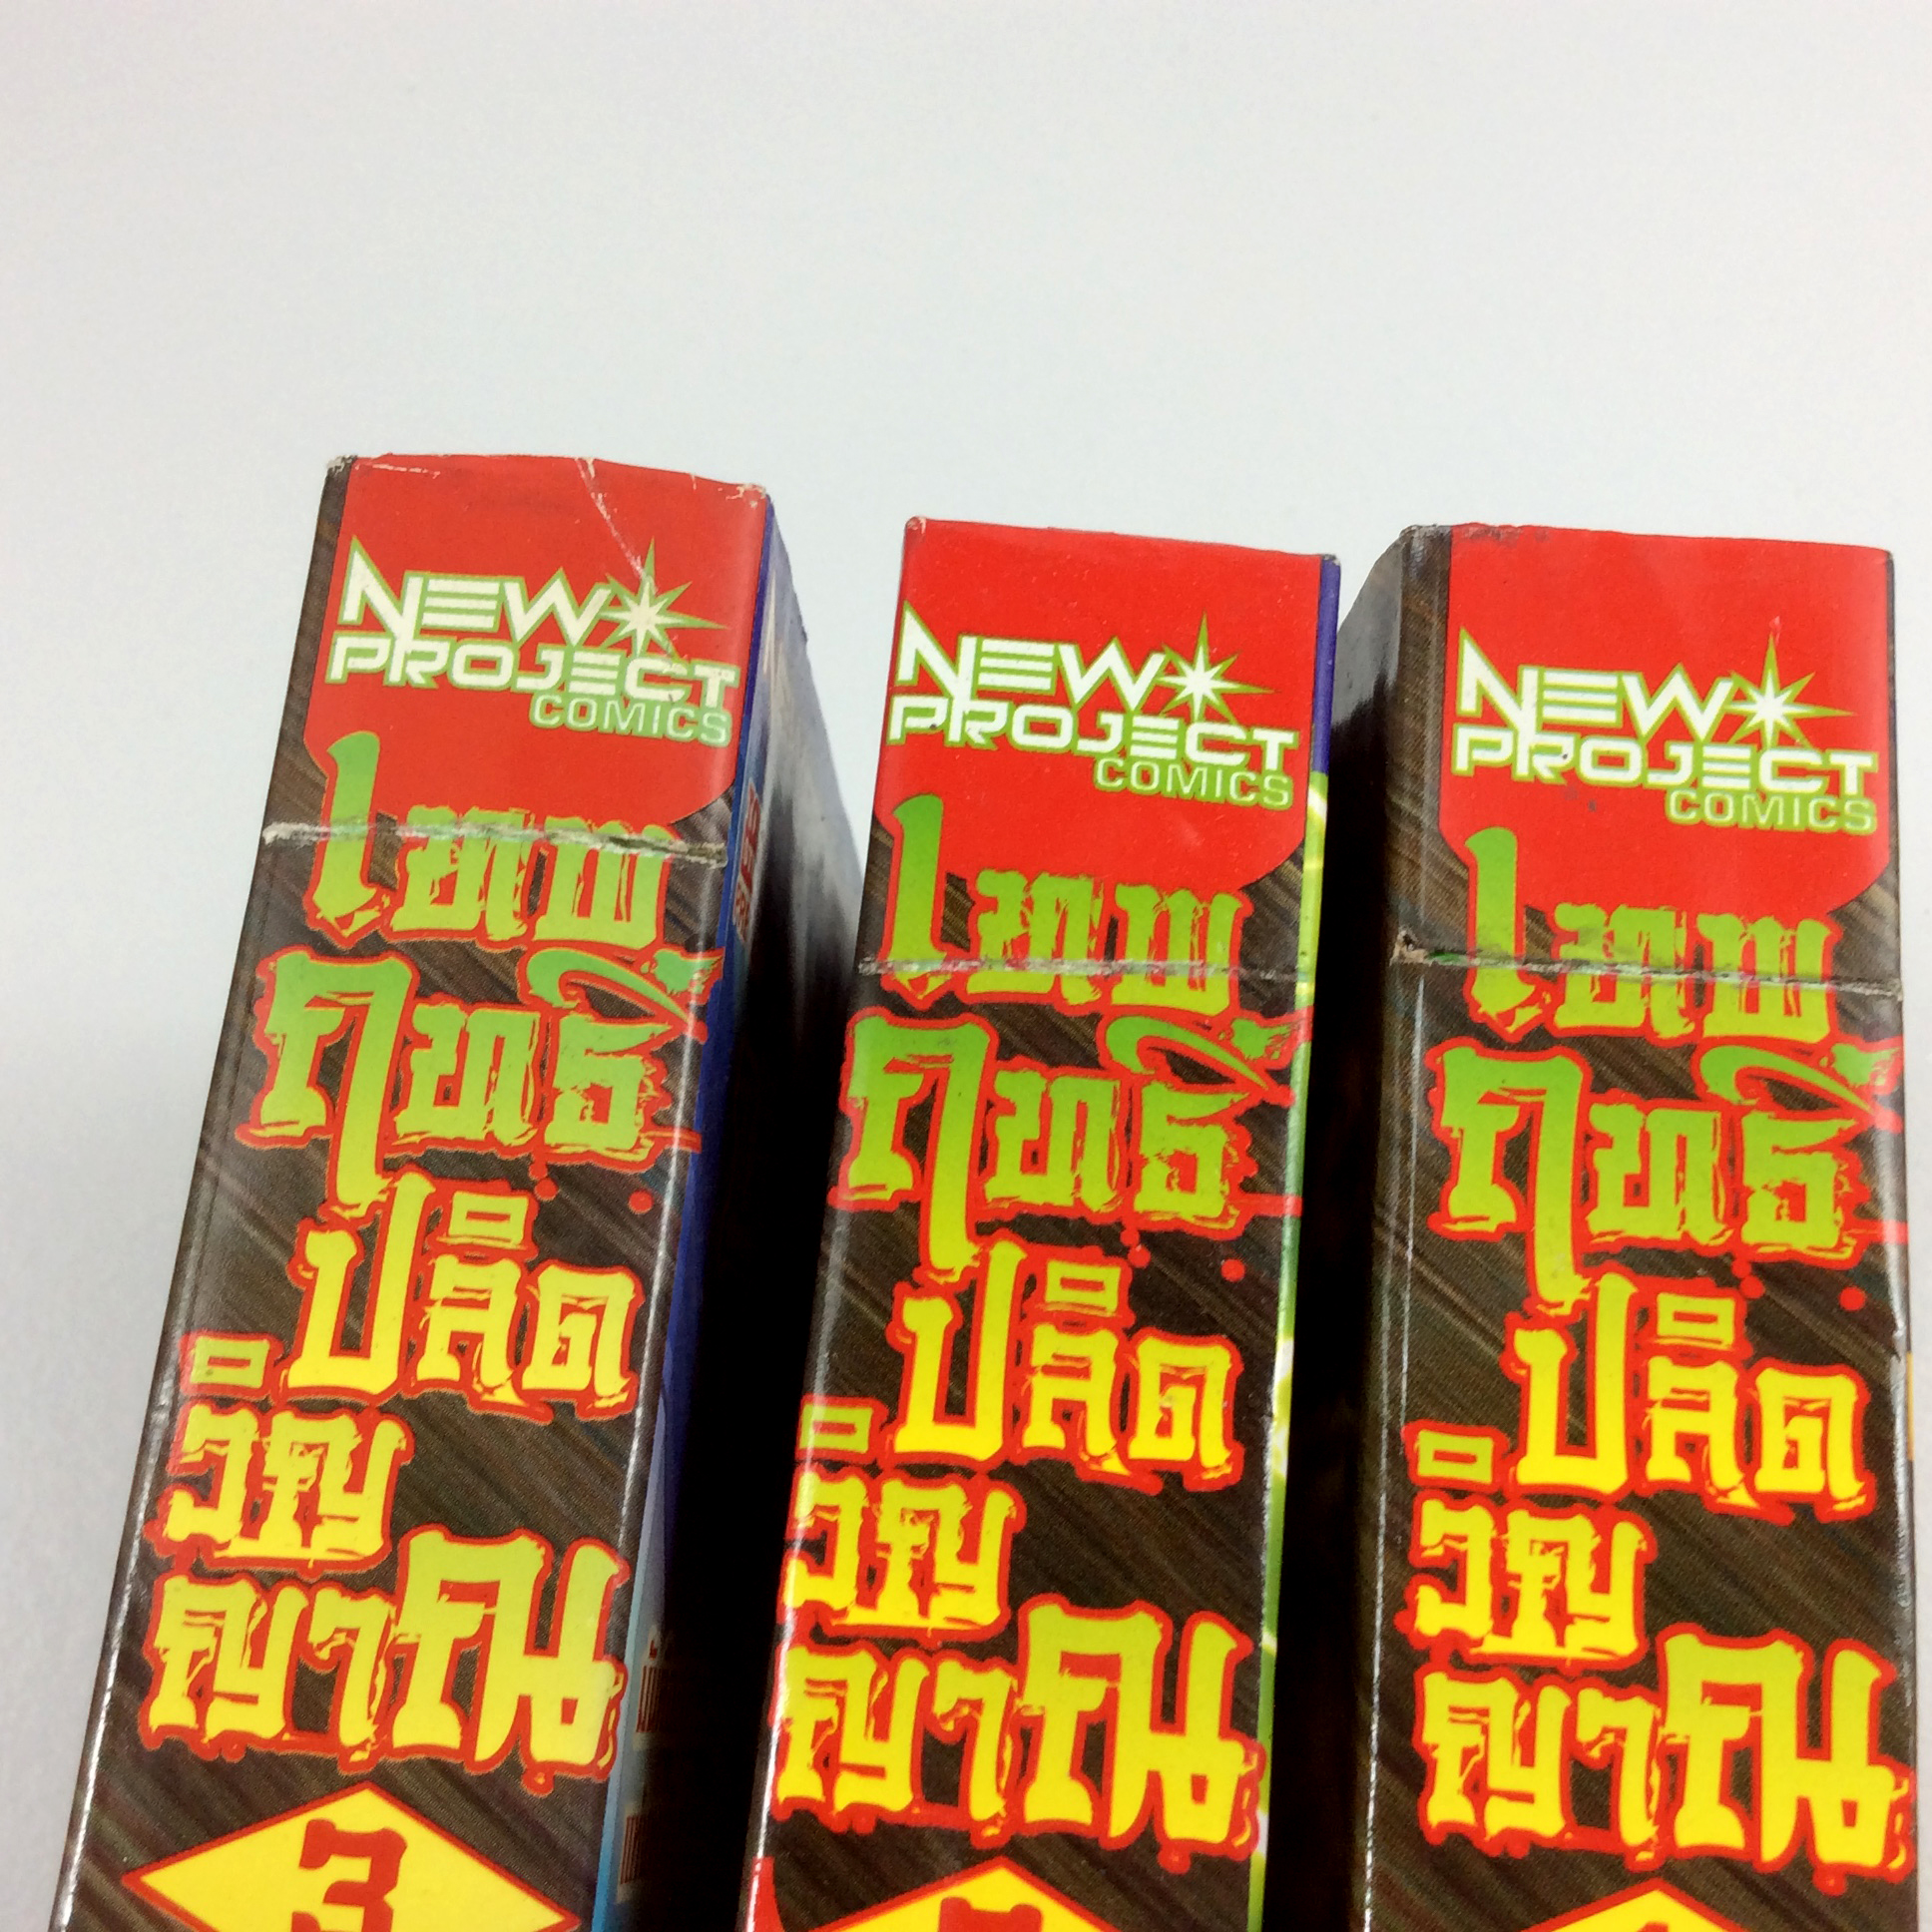 NEW
PROJECT
COMICS
เทพ
ฤทธิ์
ปลิด
วิญ
ญาณ
3
NEW
PROJECT
COMICS
เทพ
ฤทธิ์
ปลิด
วิญ
ญาณ
NEW
PROJECT
COMICS
เทพ
ฤทธิ์
ปลิด
วิญ
ญาณ